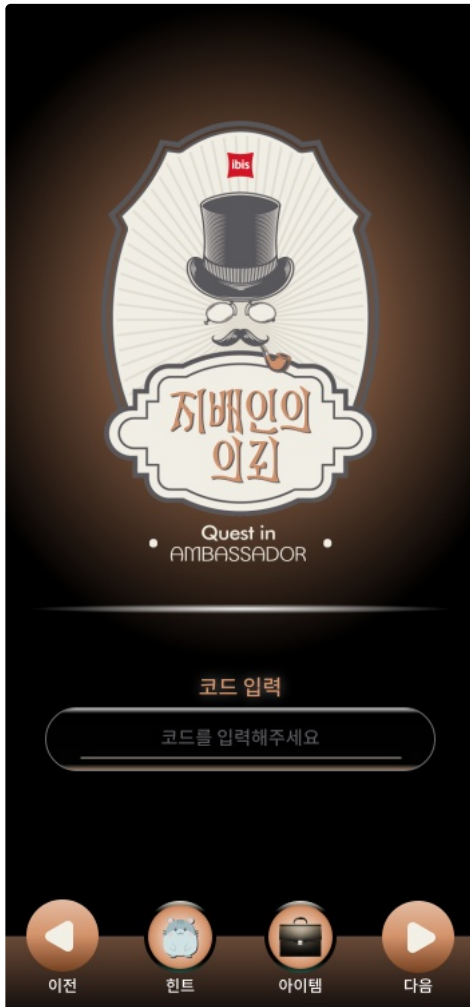 ibis
지배인의
의뢰
Quest in
AMBASSADOR
코드 입력
코드를 입력해주세요
이전
힌트
아이템
다음